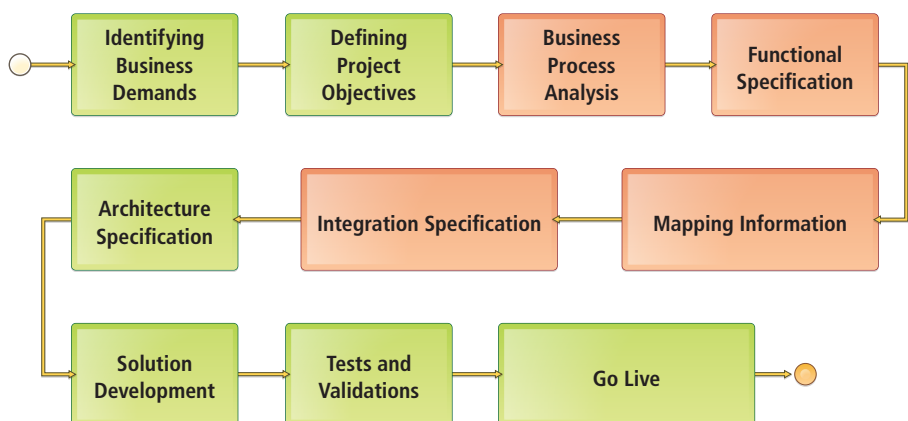 Identifying
Business
Demands
Defining
Project
Objectives
Business
Process
Analysis
Functional
Specification
Mapping Information
Integration Specification
Architecture
Specification
Solution
Development
Tests and
Validations
Go Live